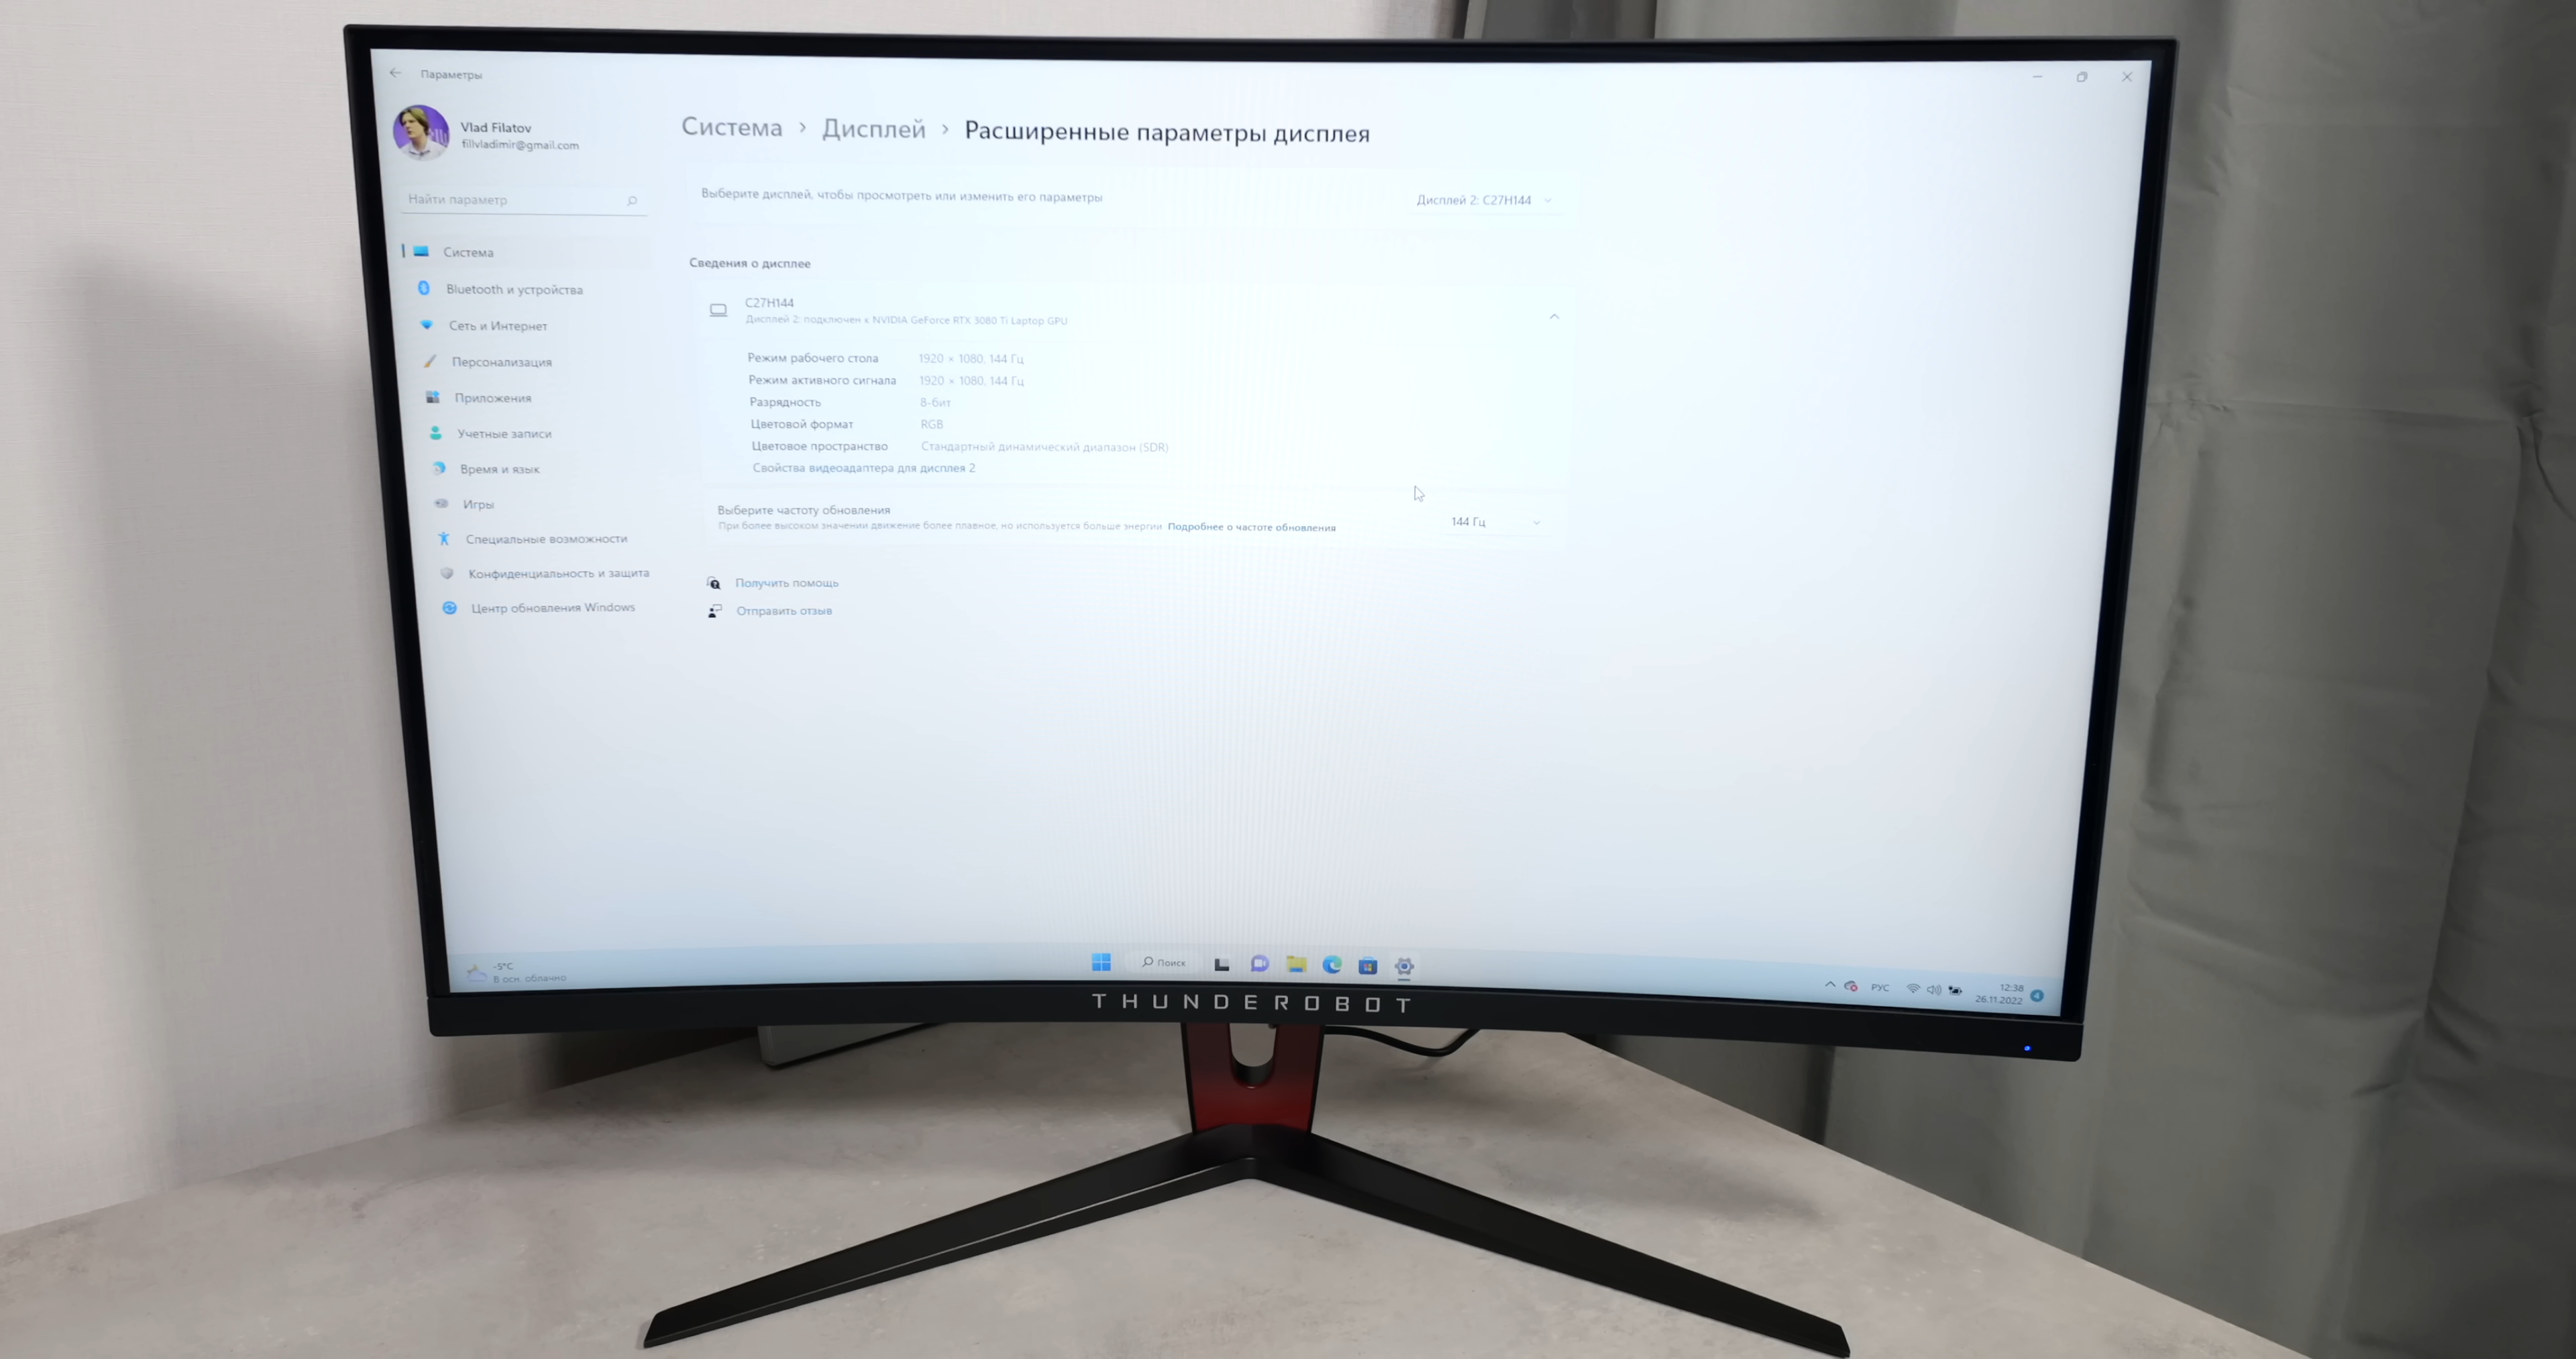 Параметры
Vlad Filatov
fillvladimir@gmail.com
Найти параметр
Система
Bluetooth и устройства
Сеть и Интернет
Персонализация
Приложения
Учетные записи
Время и язык
Игры
Специальные возможности
Конфиденциальность и защита
Центр обновления Windows
Система › Дисплей › Расширенные параметры дисплея
Выберите дисплей, чтобы просмотреть или изменить его параметры
Дисплей 2: C27H144
Сведения о дисплее
C27H144
Дисплей 2: подключен к NVIDIA GeForce RTX 3080 Ti Laptop GPU
Режим рабочего стола 1920 × 1080, 144 Гц
Режим активного сигнала 1920 × 1080, 144 Гц
Разрядность 8-бит
Цветовой формат RGB
Цветовое пространство Стандартный динамический диапазон (SDR)
Свойства видеоадаптера для дисплея 2
Выберите частоту обновления
При более высоком значении движение более плавное, но используется больше энергии Подробнее о частоте обновления
144 Гц
Получить помощь
Отправить отзыв
-5°C
В осн. облачно
Поиск
РУС
12:38
26.11.2022
4
THUNDEROBOT